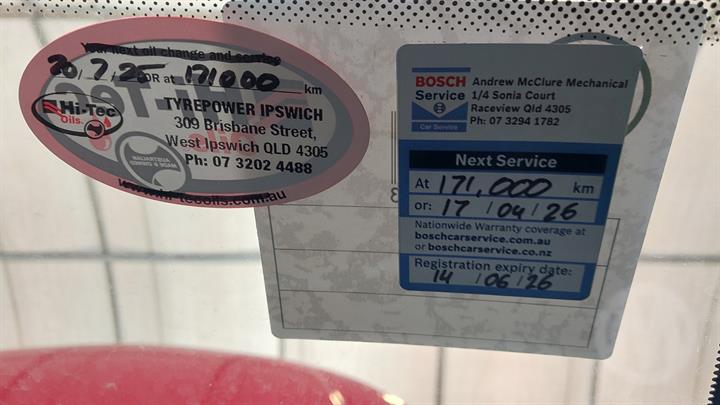 Your next oil change and service
20/7/25 OR at 171000 km
Hi-Tec
Oils
TYREPOWER IPSWICH
309 Brisbane Street,
West Ipswich QLD 4305
Ph: 07 3202 4488
AUSTRALIAN
MADE & OWNED
www.hi-tecoils.com.au
BOSCH
Service
Car Service
Andrew McClure Mechanical
1/4 Sonia Court
Raceview Qld 4305
Ph: 07 3294 1782
Next Service
At 171,000 km
or: 17 / 04 / 26
Nationwide Warranty coverage at
boschcarservice.com.au
or boschcarservice.co.nz
Registration expiry date:
14 / 06 / 26